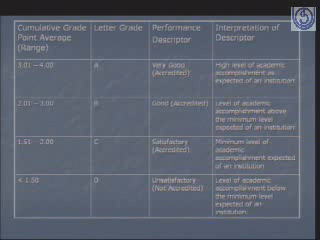 Cumulative Grade Point Average (Range)
Letter Grade
Performance Descriptor
Interpretation of Descriptor
3.01 – 4.00
A
Very Good (Accredited)
High level of academic accomplishment as expected of an institution
2.01 – 3.00
B
Good (Accredited)
Level of academic accomplishment above the minimum level expected of an institution
1.51 – 2.00
C
Satisfactory (Accredited)
Minimum level of academic accomplishment expected of an institution
< 1.50
D
Unsatisfactory (Not Accredited)
Level of academic accomplishment below the minimum level expected of an institution.